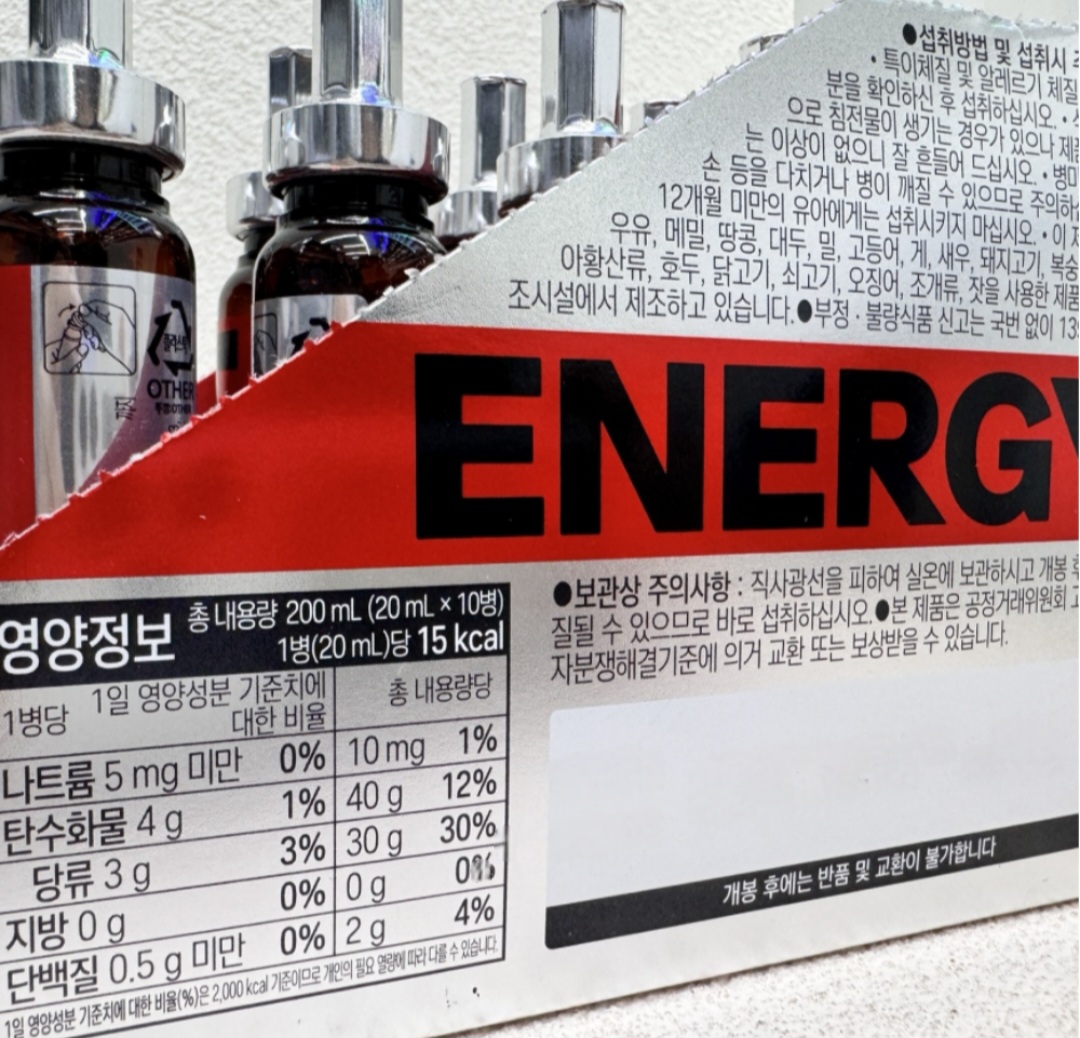 ●섭취방법 및 섭취시
• 특이체질 및 알레르기 체질
분을 확인하신 후 섭취하십시오. •
으로 침전물이 생기는 경우가 있으나 제품
는 이상이 없으니 잘 흔들어 드십시오. • 병
손 등을 다치거나 병이 깨질 수 있으므로 주의하
12개월 미만의 유아에게는 섭취시키지 마십시오. • 이
우유, 메밀, 땅콩, 대두, 밀, 고등어, 게, 새우, 돼지고기, 복숭
아황산류, 호두, 닭고기, 쇠고기, 오징어, 조개류, 잣을 사용한 제품
조시설에서 제조하고 있습니다.●부정 · 불량식품 신고는 국번 없이 13
OTHER
ENERGY
●보관상 주의사항 : 직사광선을 피하여 실온에 보관하시고 개봉 후
질될 수 있으므로 바로 섭취하십시오.●본 제품은 공정거래위원회 고
자분쟁해결기준에 의거 교환 또는 보상받을 수 있습니다.
개봉 후에는 반품 및 교환이 불가합니다
영양정보 총 내용량 200 mL (20 mL × 10병)
1병(20 mL)당 15 kcal
1병당 1일 영양성분 기준치에 대한 비율 총 내용량당
나트륨 5 mg 미만 0% 10 mg 1%
탄수화물 4 g 1% 40 g 12%
당류 3 g 3% 30 g 30%
지방 0 g 0% 0 g 0%
단백질 0.5 g 미만 0% 2 g 4%
1일 영양성분 기준치에 대한 비율(%)은 2,000 kcal 기준이므로 개인의 필요 열량에 따라 다를 수 있습니다.